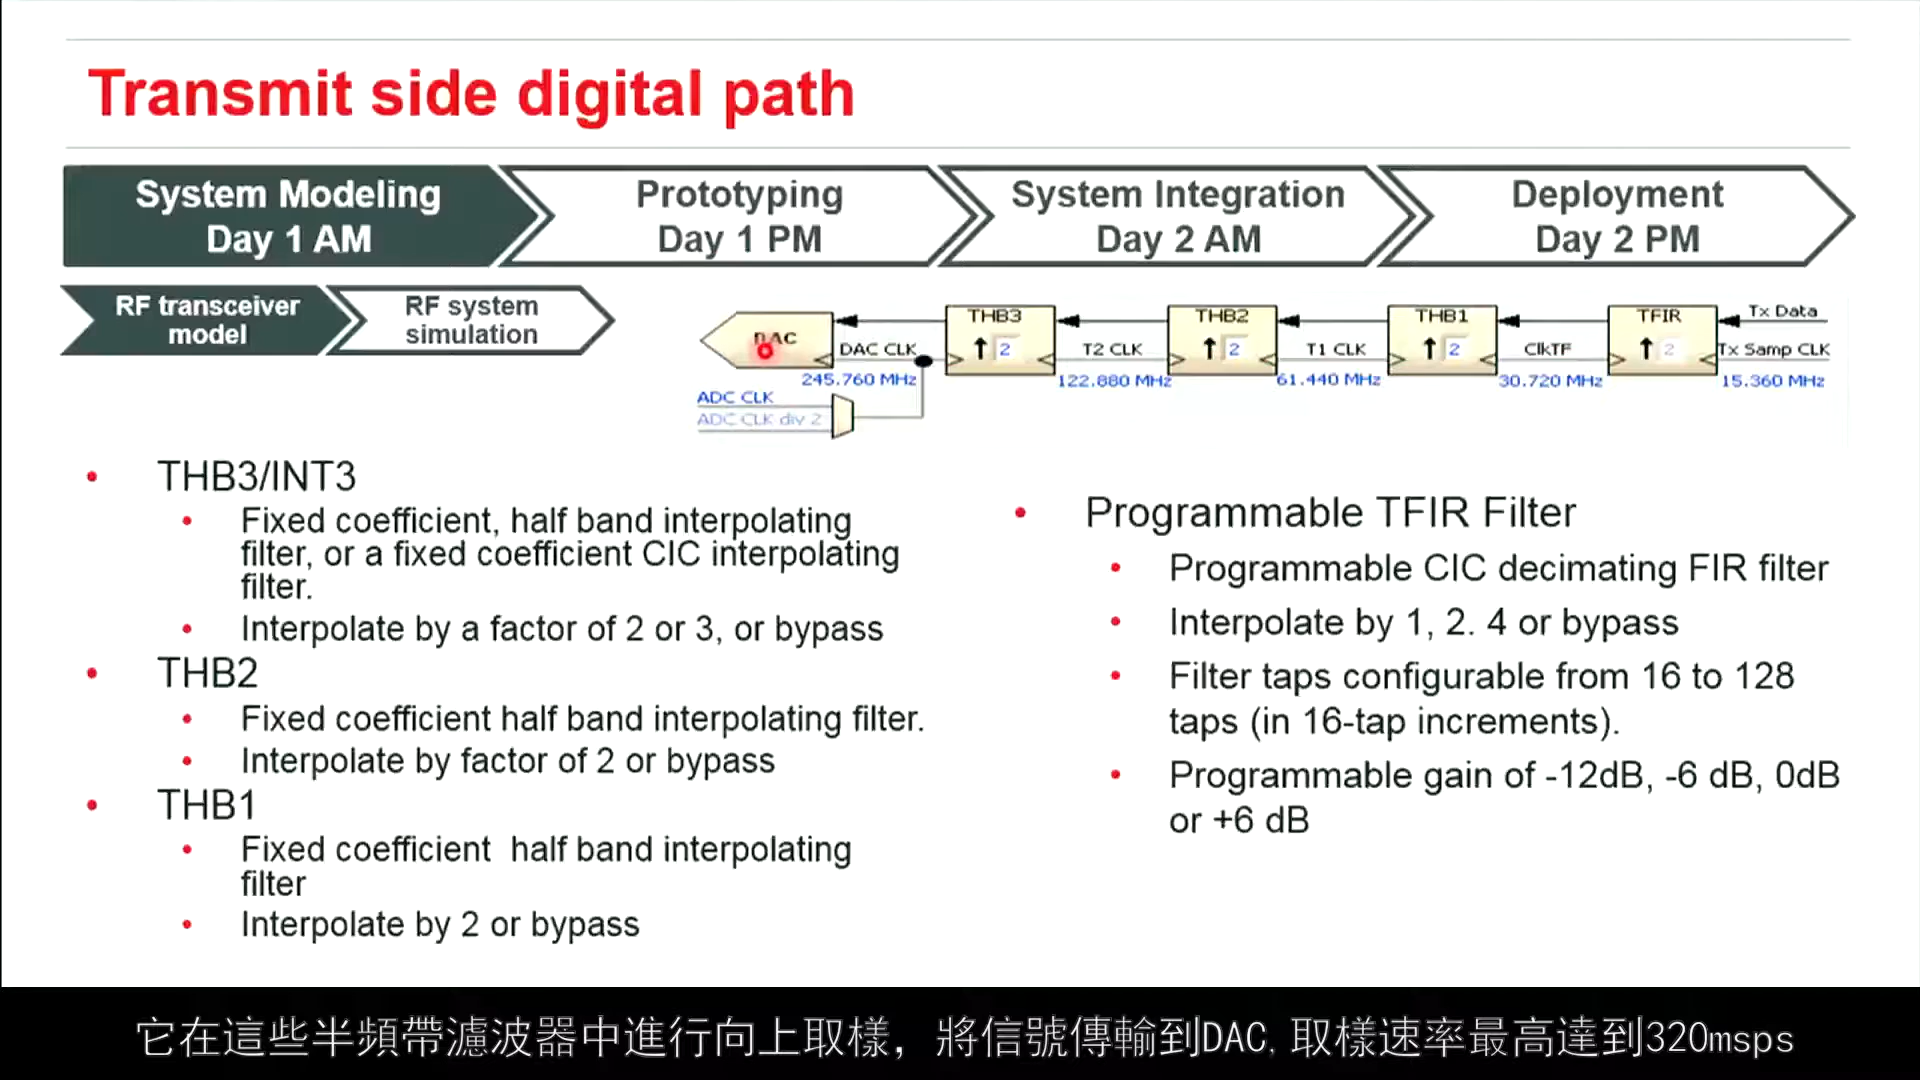 Transmit side digital path
System Modeling
Day 1 AM
Prototyping
Day 1 PM
System Integration
Day 2 AM
Deployment
Day 2 PM
RF transceiver
model
RF system
simulation
DAC
DAC CLK
245.760 MHz
ADC CLK
ADC CLK div 2
THB3
2
T2 CLK
122.880 MHz
THB2
2
T1 CLK
61.440 MHz
THB1
2
ClkTF
30.720 MHz
TFIR
2
Tx Data
Tx Samp CLK
15.360 MHz
• THB3/INT3
• Fixed coefficient, half band interpolating
filter, or a fixed coefficient CIC interpolating
filter.
• Interpolate by a factor of 2 or 3, or bypass
• THB2
• Fixed coefficient half band interpolating filter.
• Interpolate by factor of 2 or bypass
• THB1
• Fixed coefficient  half band interpolating
filter
• Interpolate by 2 or bypass
• Programmable TFIR Filter
• Programmable CIC decimating FIR filter
• Interpolate by 1, 2. 4 or bypass
• Filter taps configurable from 16 to 128
taps (in 16-tap increments).
• Programmable gain of -12dB, -6 dB, 0dB
or +6 dB
它在這些半頻帶濾波器中進行向上取樣，將信號傳輸到DAC, 取樣速率最高達到320msps